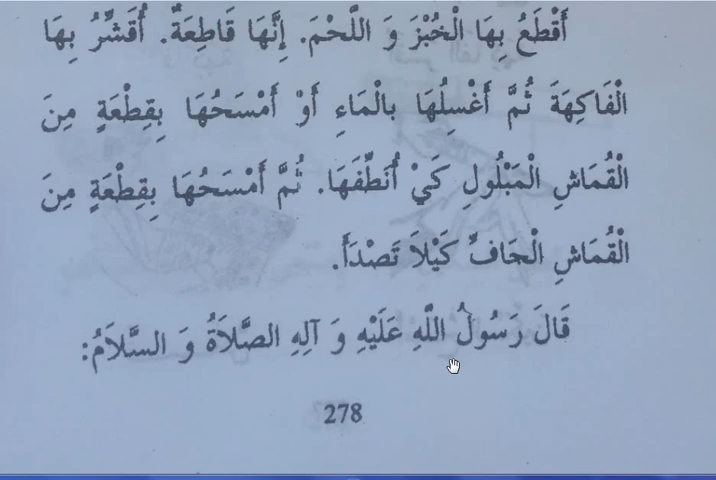 أَقْطَعُ بِهَا الْخُبْزَ وَ اللَّحْمَ. إِنَّهَا قَاطِعَةٌ. أُقَشِّرُ بِهَا
الْفَاكِهَةَ ثُمَّ أَغْسِلُهَا بِالْمَاءِ أَوْ أَمْسَحُهَا بِقِطْعَةٍ مِنَ
الْقُمَاشِ الْمَبْلُولِ كَيْ أُنَظِّفَهَا. ثُمَّ أَمْسَحُهَا بِقِطْعَةٍ مِنَ
الْقُمَاشِ الْجَافِّ كَيْلَا تَصْدَأَ.
قَالَ رَسُولُ اللَّهِ عَلَيْهِ وَ آلِهِ الصَّلَاةُ وَ السَّلَامُ:
278